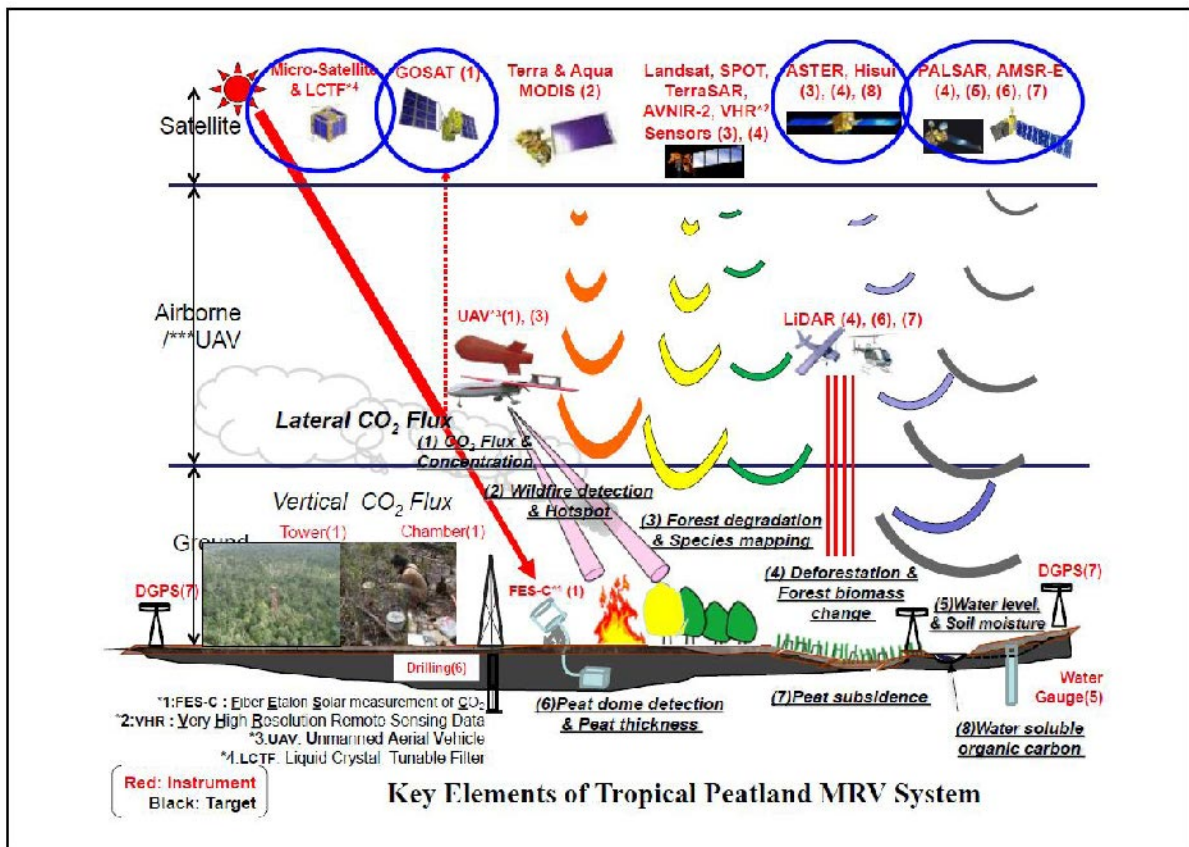 Micro-Satellite
& LCTF*4
GOSAT (1)
Terra & Aqua
MODIS (2)
Landsat, SPOT,
TerraSAR,
AVNIR-2, VHR*2
Sensors (3), (4)
ASTER, Hisui
(3), (4), (8)
PALSAR, AMSR-E
(4), (5), (6), (7)
Satellite
Airborne
/***UAV
UAV*3(1), (3)
LiDAR (4), (6), (7)
Lateral CO2 Flux
(1) CO2 Flux &
Concentration
Vertical CO2 Flux
(2) Wildfire detection
& Hotspot
(3) Forest degradation
& Species mapping
(4) Deforestation &
Forest biomass
change
Ground
Tower(1)
Chamber(1)
DGPS(7)
FES-C*1 (1)
DGPS(7)
(5)Water level
& Soil moisture
Drilling(6)
(6)Peat dome detection
& Peat thickness
(7)Peat subsidence
Water
Gauge(5)
(8)Water soluble
organic carbon
*1:FES-C : Fiber Etalon Solar measurement of CO2
*2:VHR : Very High Resolution Remote Sensing Data
*3.UAV. Unmanned Aerial Vehicle
*4.LCTF. Liquid Crystal Tunable Filter
Red: Instrument
Black: Target
Key Elements of Tropical Peatland MRV System